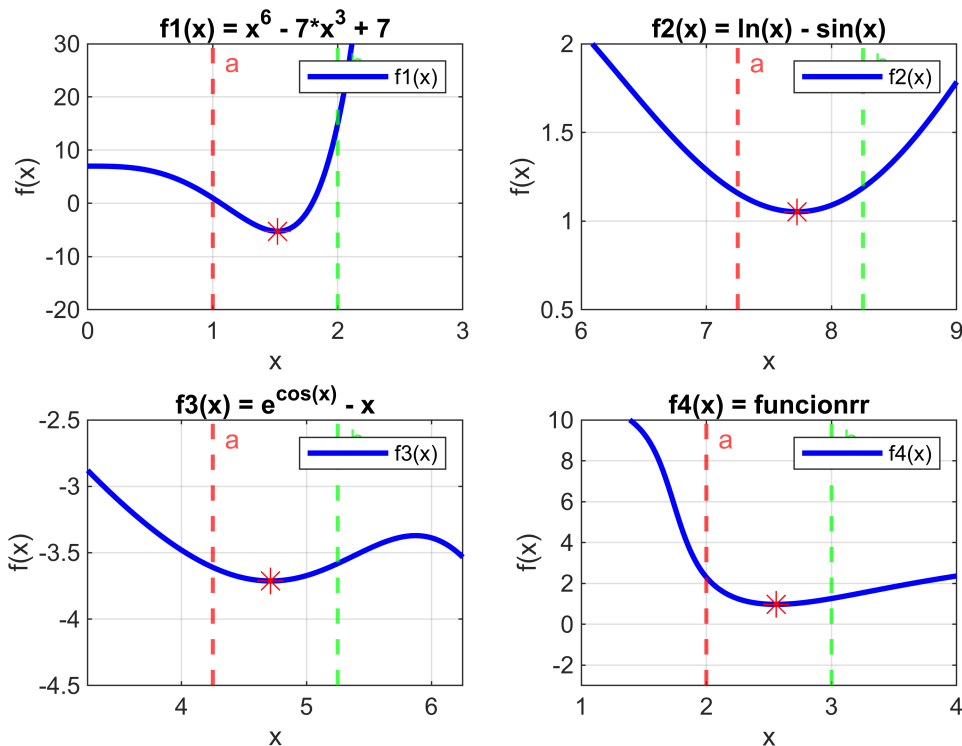 f1(x) = x^6 - 7*x^3 + 7
f(x)
30
20
10
0
-10
-20
a
f1(x)
0
1
2
3
x
f2(x) = ln(x) - sin(x)
f(x)
2
1.5
1
0.5
a
f2(x)
6
7
8
9
x
f3(x) = e^cos(x) - x
f(x)
-2.5
-3
-3.5
-4
-4.5
a
f3(x)
4
5
6
x
f4(x) = funcionrr
f(x)
10
8
6
4
2
0
-2
a
f4(x)
1
2
3
4
x